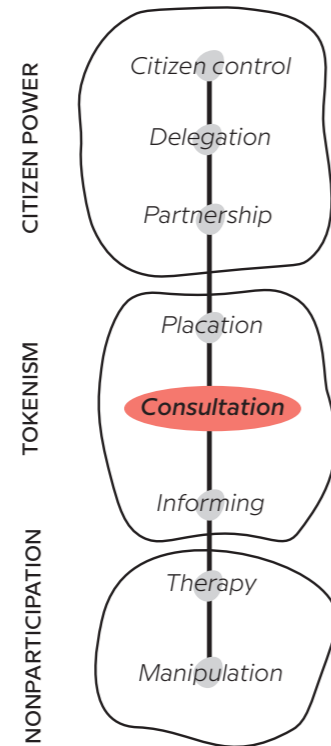 CITIZEN POWER
Citizen control
Delegation
Partnership
TOKENISM
Placation
Consultation
Informing
NONPARTICIPATION
Therapy
Manipulation